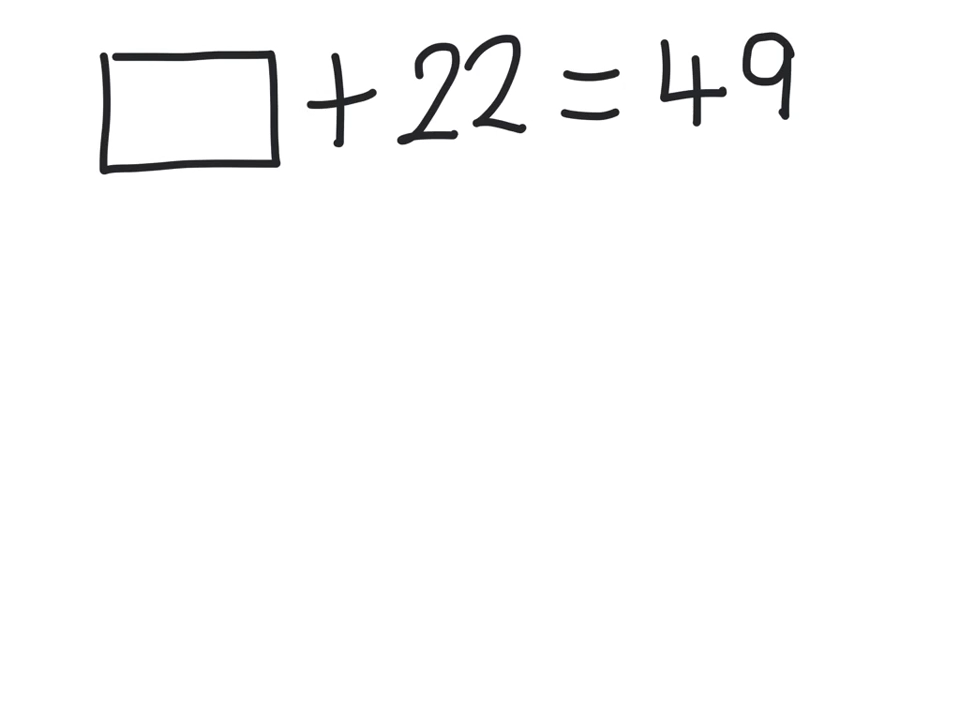 □ + 22 = 49